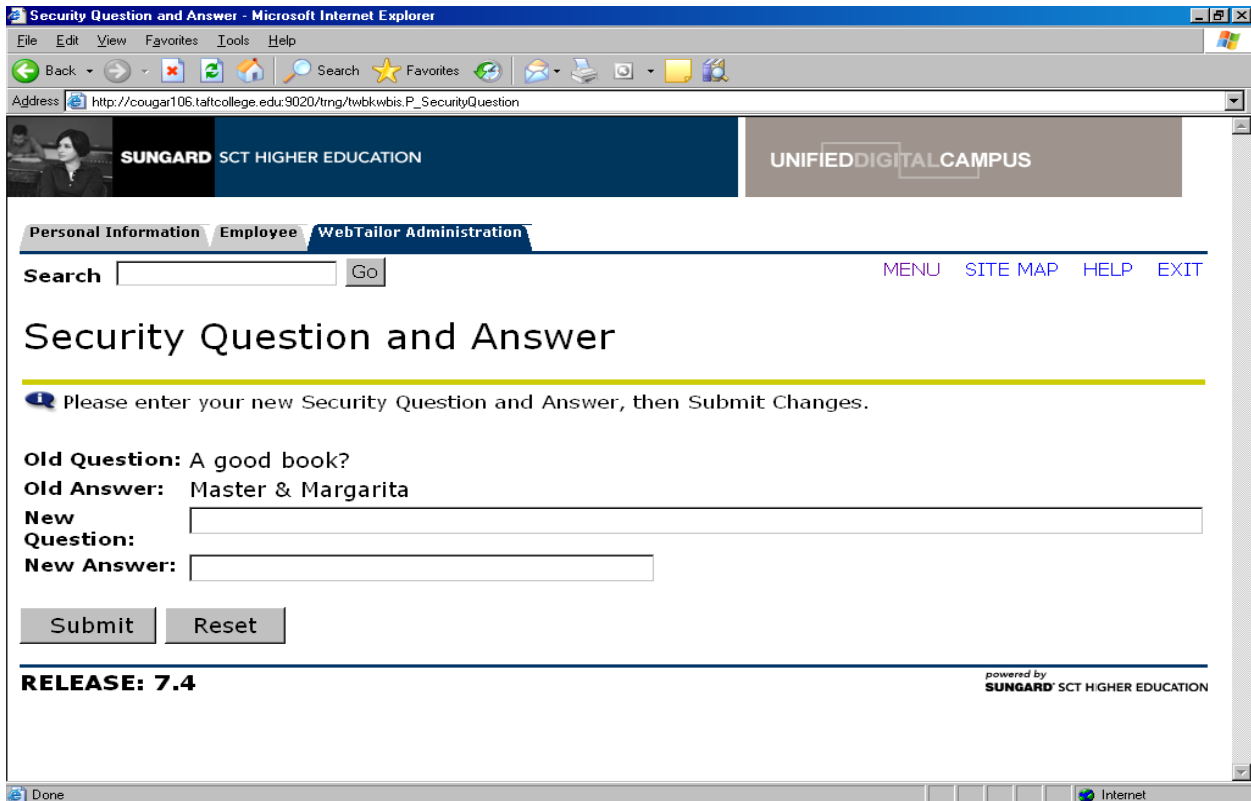 Security Question and Answer - Microsoft Internet Explorer
File Edit View Favorites Tools Help
Back Search Favorites
Address http://cougar106.taftcollege.edu:9020/trng/twbkwbis.P_SecurityQuestion
SUNGARD SCT HIGHER EDUCATION UNIFIEDDIGITALCAMPUS
Personal Information Employee WebTailor Administration
Search Go MENU SITE MAP HELP EXIT
Security Question and Answer
Please enter your new Security Question and Answer, then Submit Changes.
Old Question: A good book?
Old Answer: Master & Margarita
New
Question:
New Answer:
Submit Reset
RELEASE: 7.4
powered by
SUNGARD SCT HIGHER EDUCATION
Done Internet